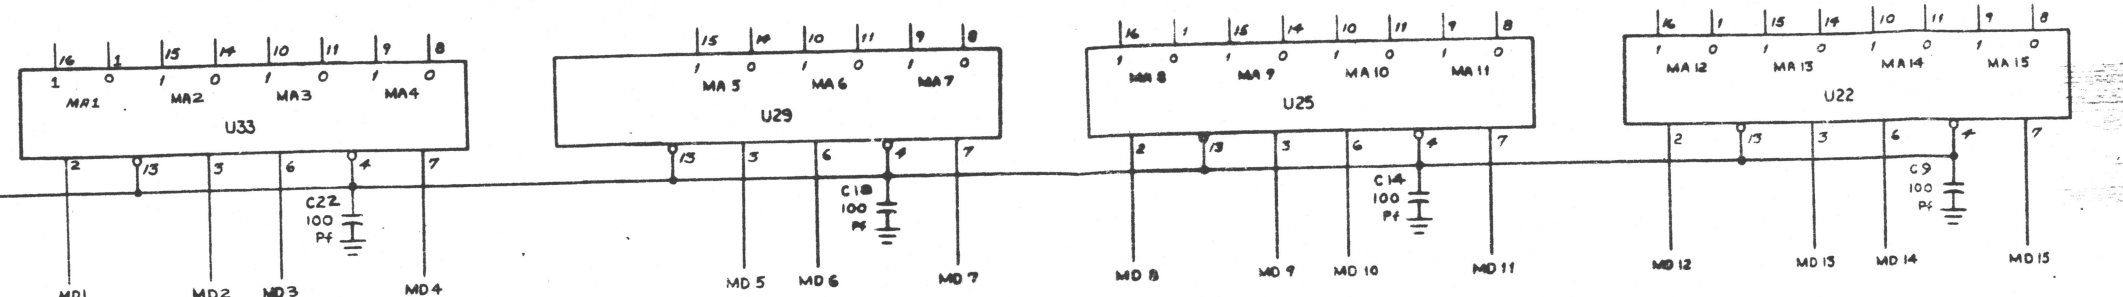 16 1 15 14 10 11 9 8
1 0 1 0 1 0 1 0
MA1 MA2 MA3 MA4
U33
2 13 3 6 4 7
C22
100
Pf
MD1 MD2 MD3 MD4
15 14 10 11 9 8
1 0 1 0 1 0
MA5 MA6 MA7
U29
13 3 6 4 7
C18
100
Pf
MD5 MD6 MD7
16 1 15 14 10 11 9 8
1 0 1 0 1 0 1 0
MA8 MA9 MA10 MA11
U25
2 13 3 6 4 7
C14
100
Pf
MD8 MD9 MD10 MD11
16 1 15 14 10 11 9 8
1 0 1 0 1 0 1 0
MA12 MA13 MA14 MA15
U22
2 13 3 6 4 7
C9
100
Pf
MD12 MD13 MD14 MD15